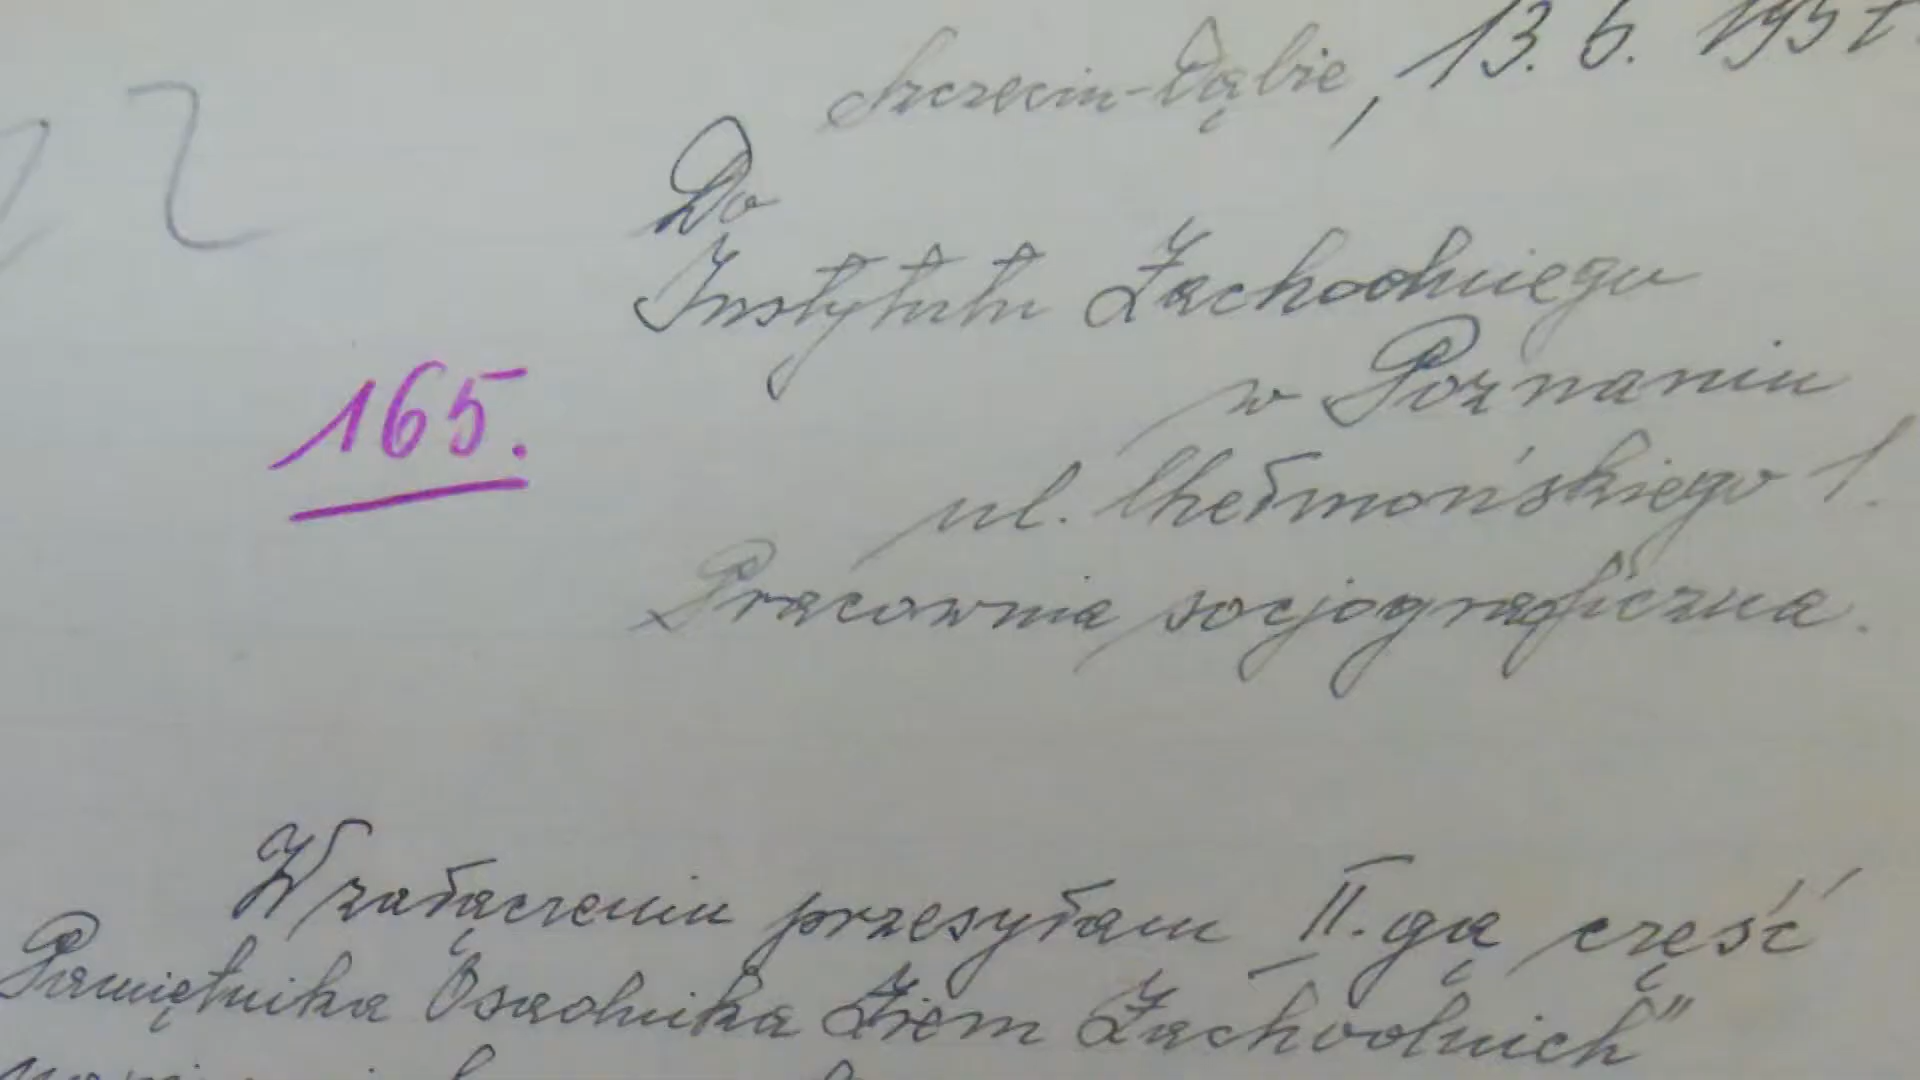 Szczecin-Dąbie, 13. 6. 1957
Do
Instytutu Zachodniego
w Poznaniu
165.
ul. Chełmońskiego 1.
Pracownia socjograficzna.
W załączeniu przesyłam II.gą część
Pamiętnika Osadnika Ziem Zachodnich"